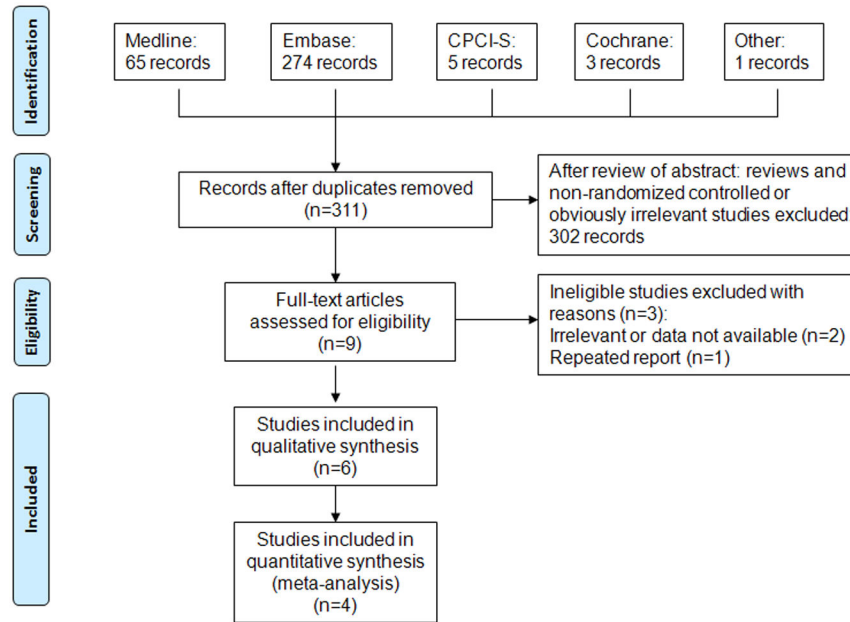 Identification
Medline:
65 records
Embase:
274 records
CPCI-S:
5 records
Cochrane:
3 records
Other:
1 records
Screening
Records after duplicates removed
(n=311)
After review of abstract: reviews and
non-randomized controlled or
obviously irrelevant studies excluded
302 records
Eligibility
Full-text articles
assessed for eligibility
(n=9)
Ineligible studies excluded with
reasons (n=3):
Irrelevant or data not available (n=2)
Repeated report (n=1)
Included
Studies included in
qualitative synthesis
(n=6)
Studies included in
quantitative synthesis
(meta-analysis)
(n=4)